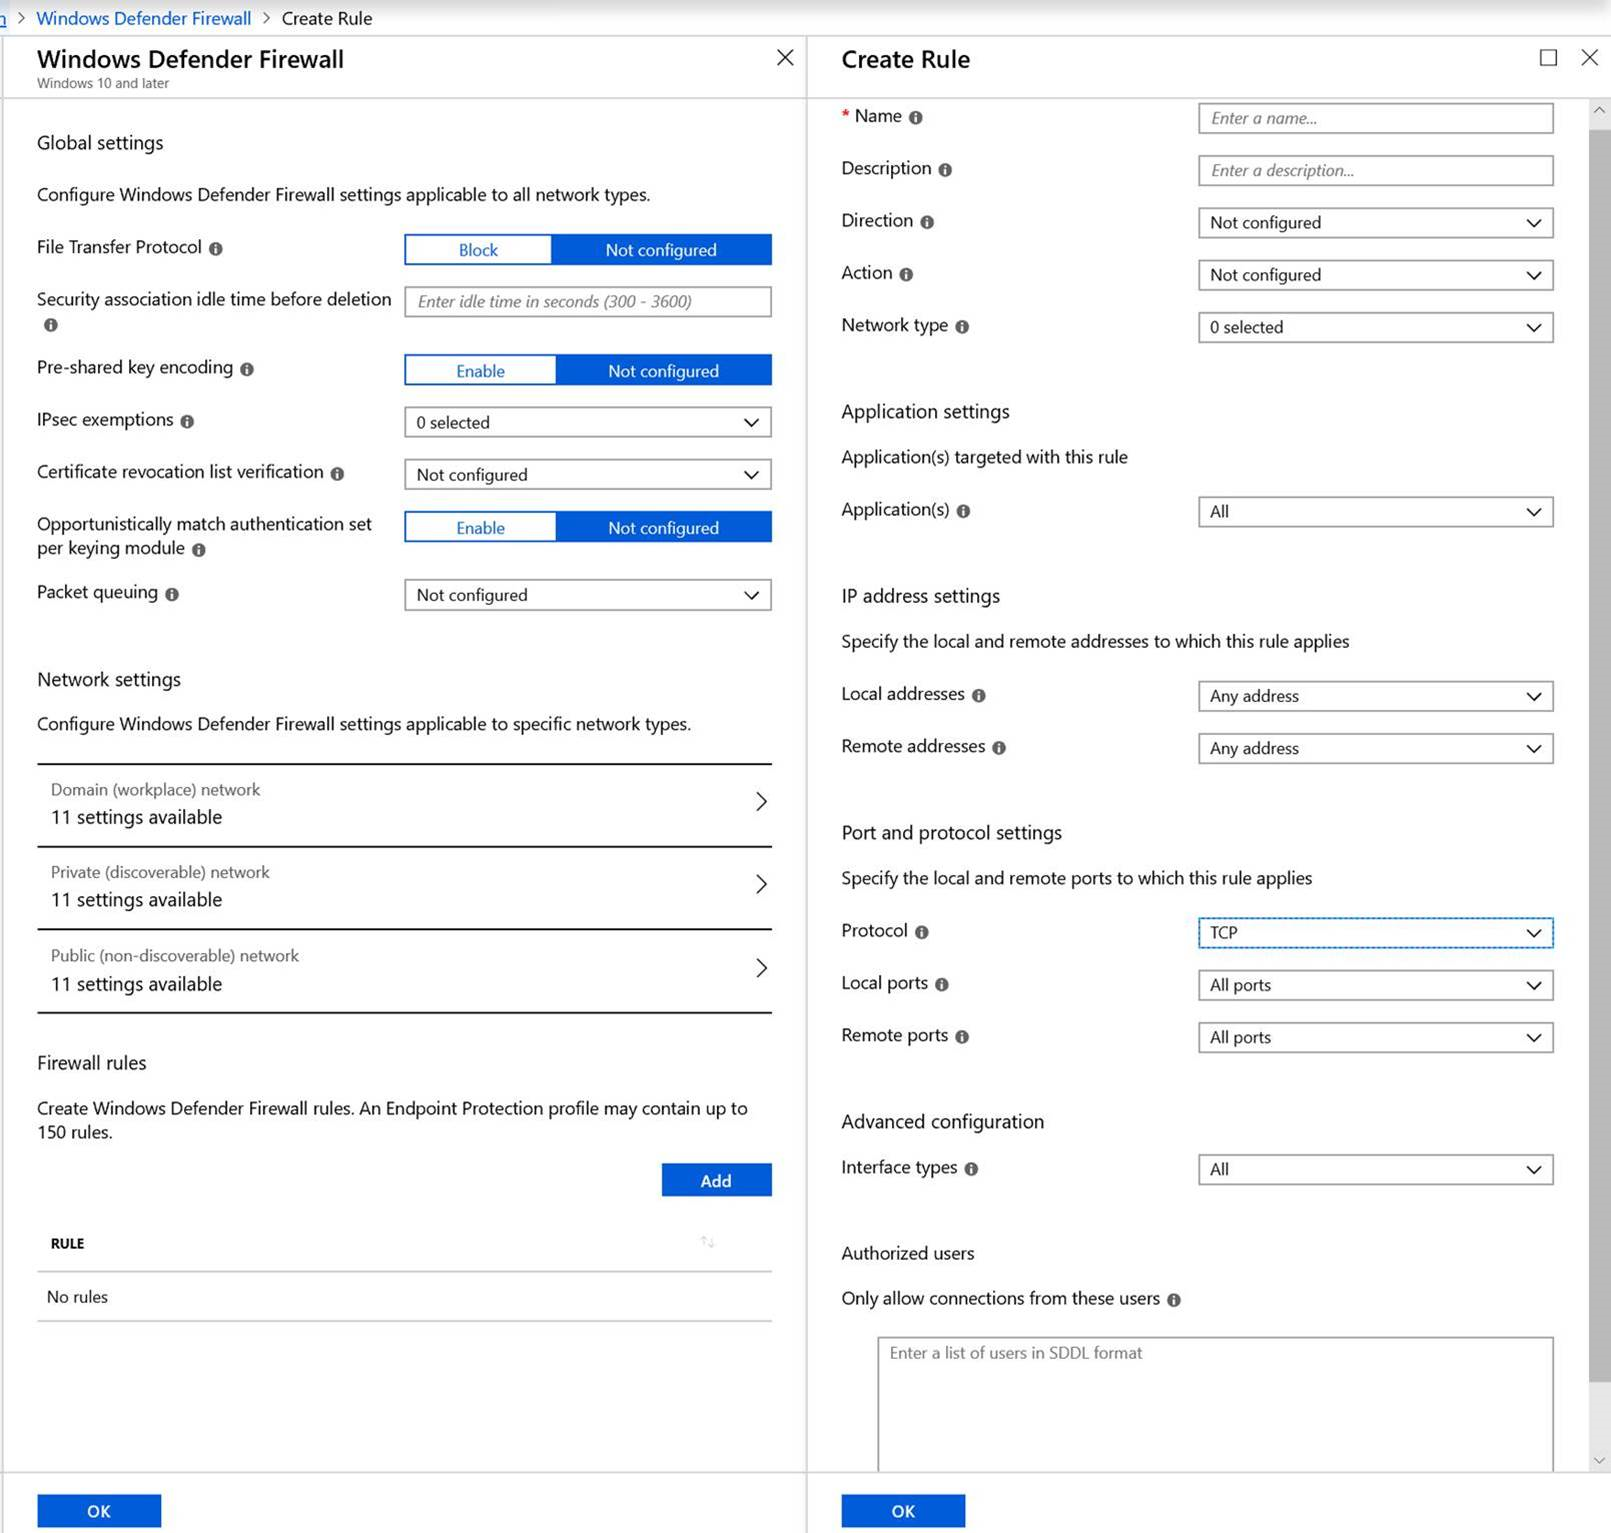 n > Windows Defender Firewall > Create Rule
Windows Defender Firewall
Windows 10 and later
Global settings
Configure Windows Defender Firewall settings applicable to all network types.
File Transfer Protocol
Block
Not configured
Security association idle time before deletion
Enter idle time in seconds (300 - 3600)
Pre-shared key encoding
Enable
Not configured
IPsec exemptions
0 selected
Certificate revocation list verification
Not configured
Opportunistically match authentication set
per keying module
Enable
Not configured
Packet queuing
Not configured
Network settings
Configure Windows Defender Firewall settings applicable to specific network types.
Domain (workplace) network
11 settings available
Private (discoverable) network
11 settings available
Public (non-discoverable) network
11 settings available
Firewall rules
Create Windows Defender Firewall rules. An Endpoint Protection profile may contain up to
150 rules.
Add
RULE
No rules
OK
Create Rule
* Name
Enter a name...
Description
Enter a description...
Direction
Not configured
Action
Not configured
Network type
0 selected
Application settings
Application(s) targeted with this rule
Application(s)
All
IP address settings
Specify the local and remote addresses to which this rule applies
Local addresses
Any address
Remote addresses
Any address
Port and protocol settings
Specify the local and remote ports to which this rule applies
Protocol
TCP
Local ports
All ports
Remote ports
All ports
Advanced configuration
Interface types
All
Authorized users
Only allow connections from these users
Enter a list of users in SDDL format
OK